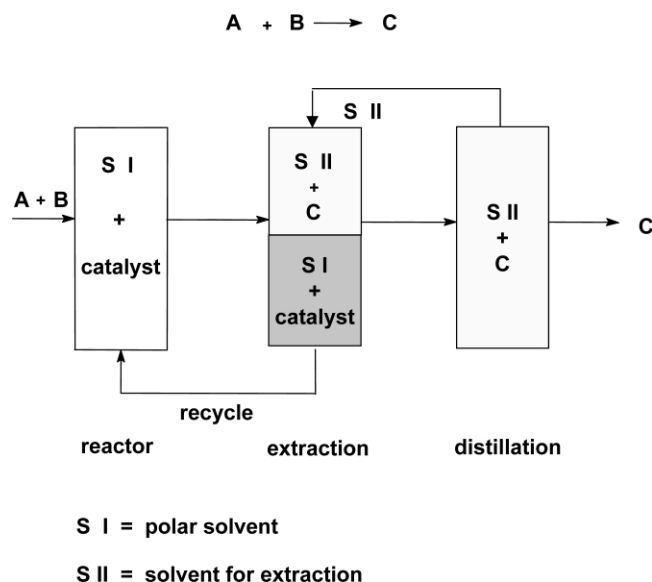 A + B → C
S II
S I
+
catalyst
A + B
S II
+
C
S I
+
catalyst
S II
+
C
C
recycle
reactor extraction distillation
S I = polar solvent
S II = solvent for extraction